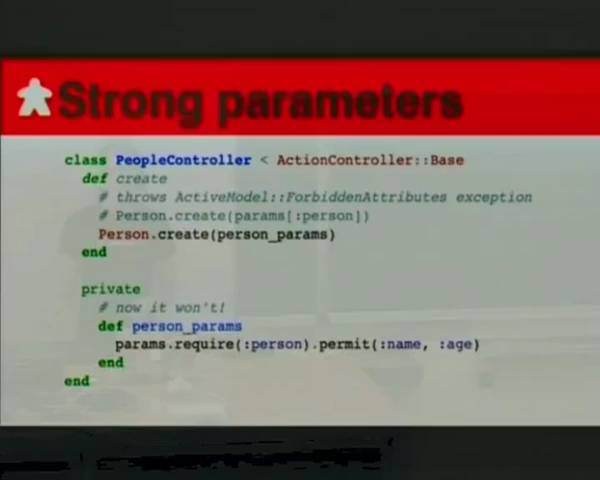 Strong parameters
class PeopleController < ActionController::Base
def create
# throws ActiveModel::ForbiddenAttributes exception
# Person.create(params[:person])
Person.create(person_params)
end
private
# now it won't!
def person_params
params.require(:person).permit(:name, :age)
end
end